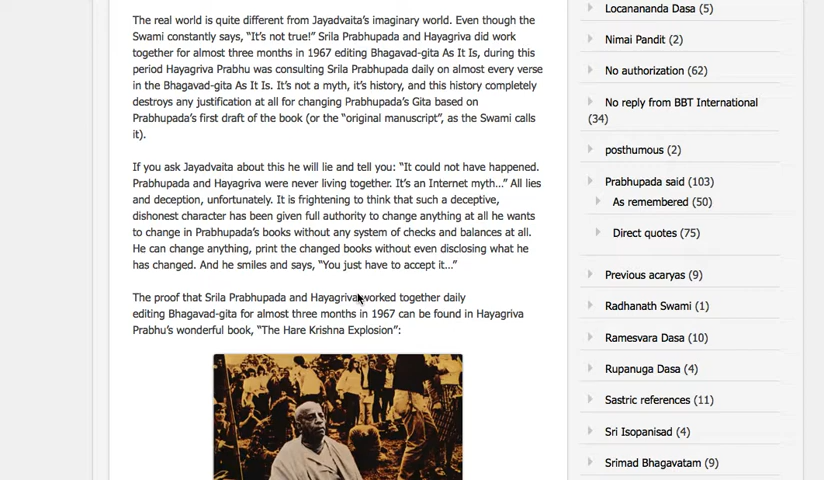 The real world is quite different from Jayadvaita's imaginary world. Even though the
Swami constantly says, "It's not true!" Srila Prabhupada and Hayagriva did work
together for almost three months in 1967 editing Bhagavad-gita As It Is, during this
period Hayagriva Prabhu was consulting Srila Prabhupada daily on almost every verse
in the Bhagavad-gita As It Is. It's not a myth, it's history, and this history completely
destroys any justification at all for changing Prabhupada's Gita based on
Prabhupada's first draft of the book (or the "original manuscript", as the Swami calls
it).
If you ask Jayadvaita about this he will lie and tell you: "It could not have happened.
Prabhupada and Hayagriva were never living together. It's an Internet myth…" All lies
and deception, unfortunately. It is frightening to think that such a deceptive,
dishonest character has been given full authority to change anything at all he wants
to change in Prabhupada's books without any system of checks and balances at all.
He can change anything, print the changed books without even disclosing what he
has changed. And he smiles and says, "You just have to accept it…"
The proof that Srila Prabhupada and Hayagriva worked together daily
editing Bhagavad-gita for almost three months in 1967 can be found in Hayagriva
Prabhu's wonderful book, "The Hare Krishna Explosion":
Locanananda Dasa (5)
Nimai Pandit (2)
No authorization (62)
No reply from BBT International
(34)
posthumous (2)
Prabhupada said (103)
As remembered (50)
Direct quotes (75)
Previous acaryas (9)
Radhanath Swami (1)
Ramesvara Dasa (10)
Rupanuga Dasa (4)
Sastric references (11)
Sri Isopanisad (4)
Srimad Bhagavatam (9)